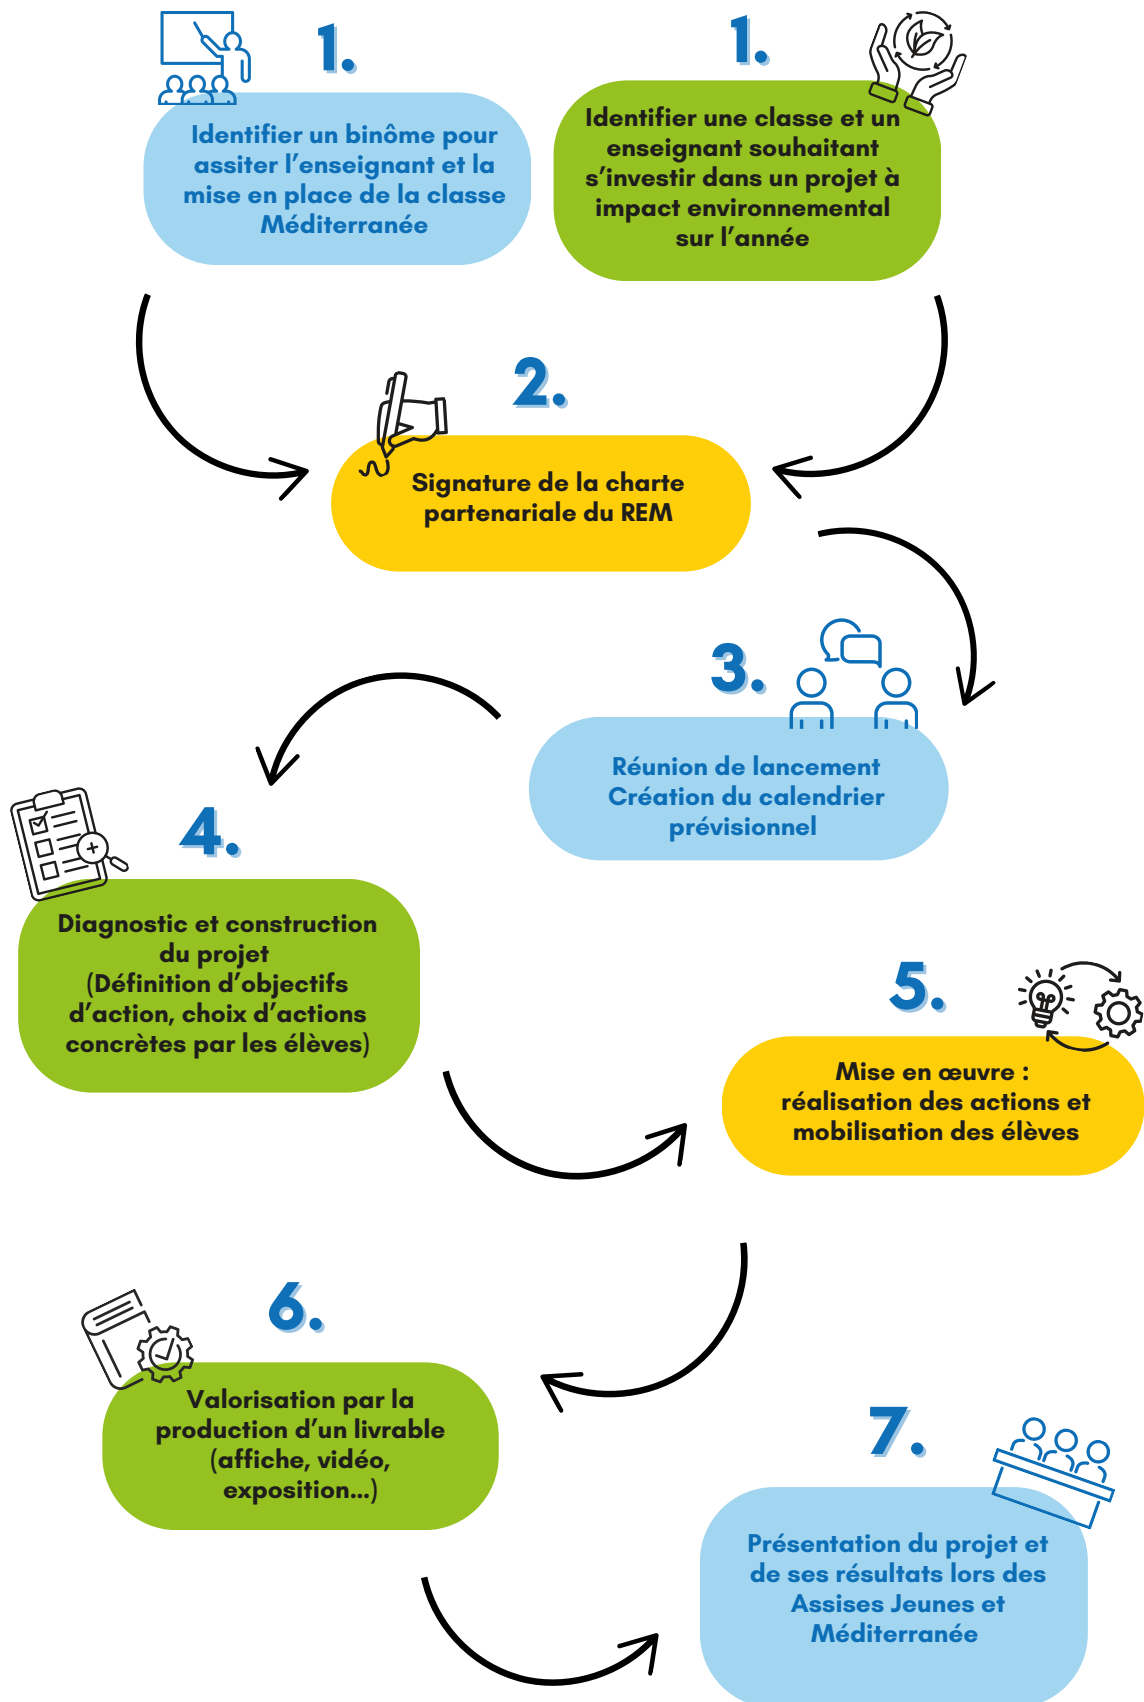 1.
Identifier un binôme pour
assiter l’enseignant et la
mise en place de la classe
Méditerranée
1.
Identifier une classe et un
enseignant souhaitant
s’investir dans un projet à
impact environnemental
sur l’année
2.
Signature de la charte
partenariale du REM
3.
Réunion de lancement
Création du calendrier
prévisionnel
4.
Diagnostic et construction
du projet
(Définition d’objectifs
d’action, choix d’actions
concrètes par les élèves)
5.
Mise en œuvre :
réalisation des actions et
mobilisation des élèves
6.
Valorisation par la
production d’un livrable
(affiche, vidéo,
exposition...)
7.
Présentation du projet et
de ses résultats lors des
Assises Jeunes et
Méditerranée